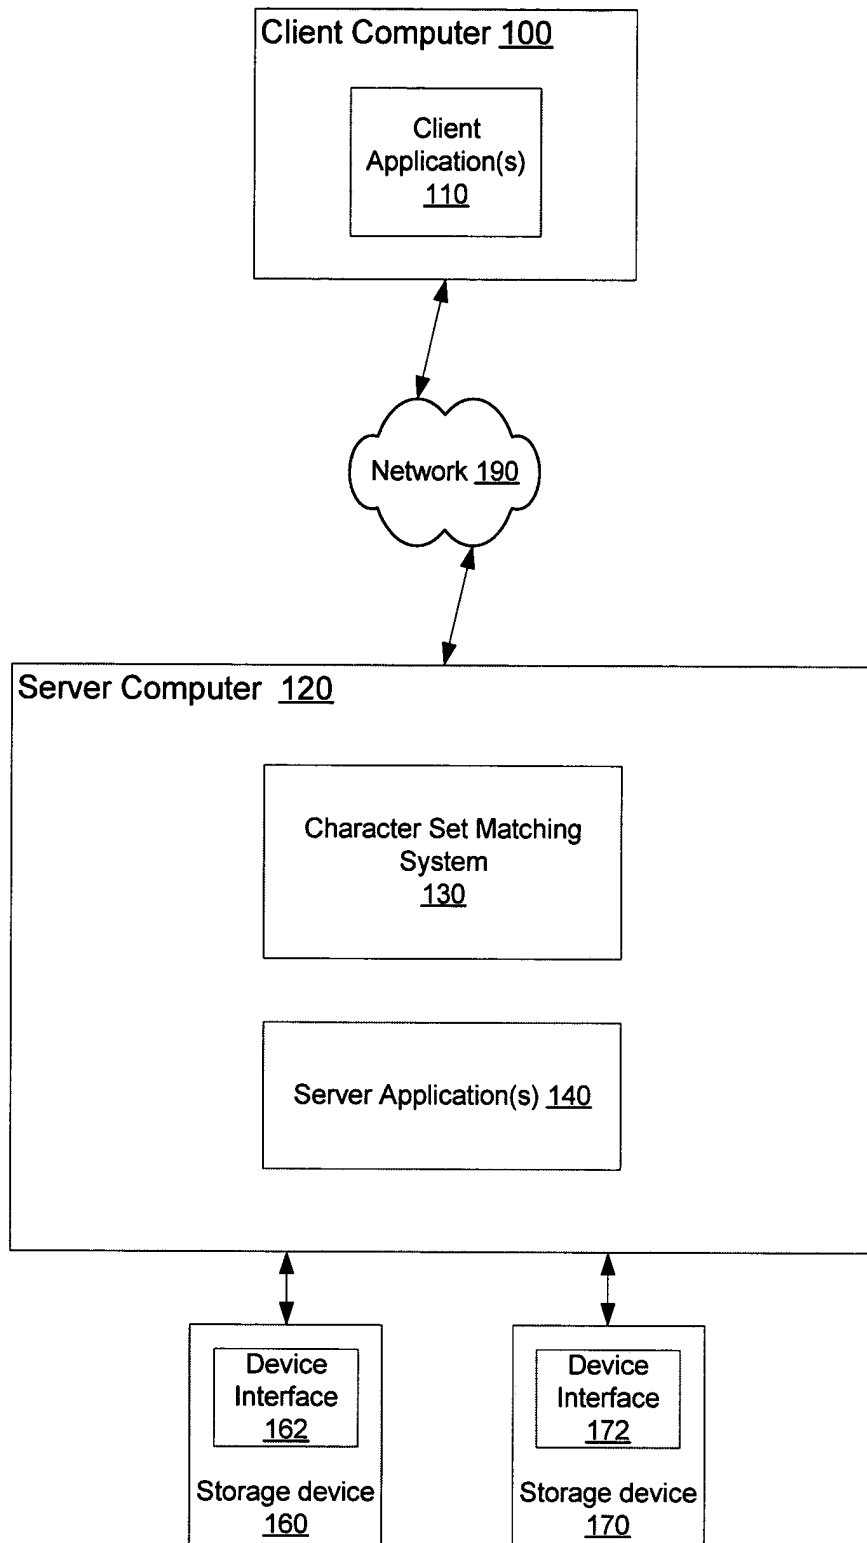 Client Computer 100
Client
Application(s)
110
Network 190
Server Computer 120
Character Set Matching
System
130
Server Application(s) 140
Device
Interface
162
Storage device
160
Device
Interface
172
Storage device
170